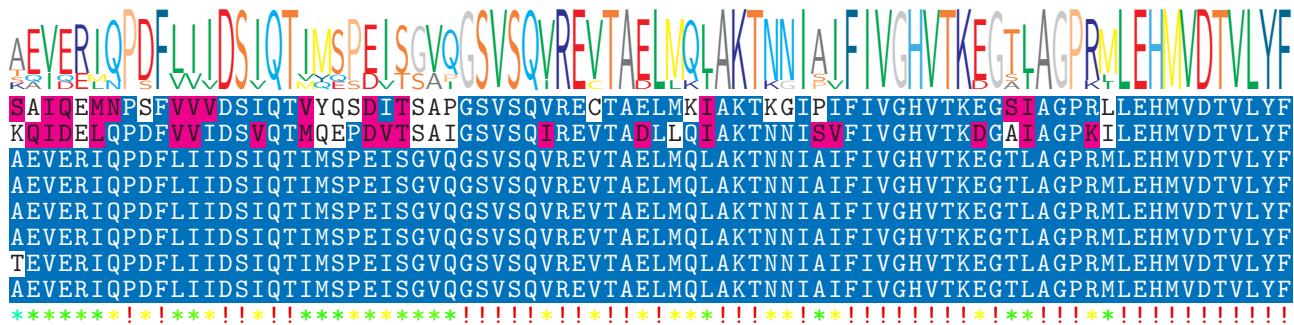 AEVERIQPDFLIIDSIQTIMSPEISGVQGSVSQVREVTAELMQLAKTNNIAIFIVGHVTKEGTLAGPRMLEHMVDTVLYF
SAIQEMNPSFVVVDSIQTVYQSDITSAPGSVSQVRECTAELMKIAKTKGIPIFIVGHVTKEGSIAGPRLLEHMVDTVLYF
KQIDELQPDFVVIDSVQTMQEPDVTSAIGSVSQIREVTADLLQIAKTNNISVFIVGHVTKDGAIAGPKILEHMVDTVLYF
AEVERIQPDFLIIDSIQTIMSPEISGVQGSVSQVREVTAELMQLAKTNNIAIFIVGHVTKEGTLAGPRMLEHMVDTVLYF
AEVERIQPDFLIIDSIQTIMSPEISGVQGSVSQVREVTAELMQLAKTNNIAIFIVGHVTKEGTLAGPRMLEHMVDTVLYF
AEVERIQPDFLIIDSIQTIMSPEISGVQGSVSQVREVTAELMQLAKTNNIAIFIVGHVTKEGTLAGPRMLEHMVDTVLYF
AEVERIQPDFLIIDSIQTIMSPEISGVQGSVSQVREVTAELMQLAKTNNIAIFIVGHVTKEGTLAGPRMLEHMVDTVLYF
TEVERIQPDFLIIDSIQTIMSPEISGVQGSVSQVREVTAELMQLAKTNNIAIFIVGHVTKEGTLAGPRMLEHMVDTVLYF
AEVERIQPDFLIIDSIQTIMSPEISGVQGSVSQVREVTAELMQLAKTNNIAIFIVGHVTKEGTLAGPRMLEHMVDTVLYF
*******!*!***!!*!!**********!!!!!*!!*!!*!***!!!**!**!!!!!!!!*!**!!!**!!!!!!!!!!!